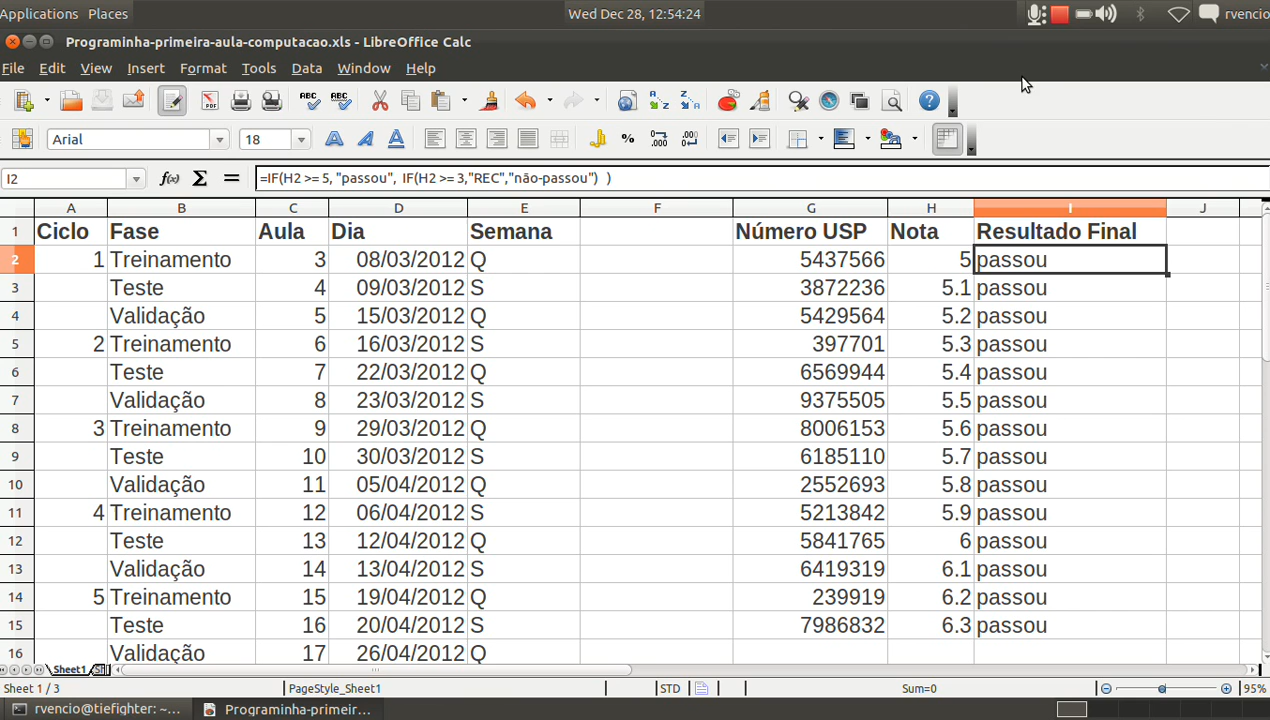 Applications Places Wed Dec 28, 12:54:24 rvencio
Programinha-primeira-aula-computacao.xls - LibreOffice Calc
File Edit View Insert Format Tools Data Window Help
Arial 18
I2 =IF(H2 >= 5, "passou", IF(H2 >= 3,"REC","não-passou") )
A B C D E F G H I J
1 Ciclo Fase Aula Dia Semana Número USP Nota Resultado Final
2 1 Treinamento 3 08/03/2012 Q 5437566 5 passou
3 Teste 4 09/03/2012 S 3872236 5.1 passou
4 Validação 5 15/03/2012 Q 5429564 5.2 passou
5 2 Treinamento 6 16/03/2012 S 397701 5.3 passou
6 Teste 7 22/03/2012 Q 6569944 5.4 passou
7 Validação 8 23/03/2012 S 9375505 5.5 passou
8 3 Treinamento 9 29/03/2012 Q 8006153 5.6 passou
9 Teste 10 30/03/2012 S 6185110 5.7 passou
10 Validação 11 05/04/2012 Q 2552693 5.8 passou
11 4 Treinamento 12 06/04/2012 S 5213842 5.9 passou
12 Teste 13 12/04/2012 Q 5841765 6 passou
13 Validação 14 13/04/2012 S 6419319 6.1 passou
14 5 Treinamento 15 19/04/2012 Q 239919 6.2 passou
15 Teste 16 20/04/2012 S 7986832 6.3 passou
16 Validação 17 26/04/2012 Q
Sheet1
Sheet 1 / 3 PageStyle_Sheet1 STD Sum=0 95%
rvencio@tiefighter: ~... Programinha-primeir...